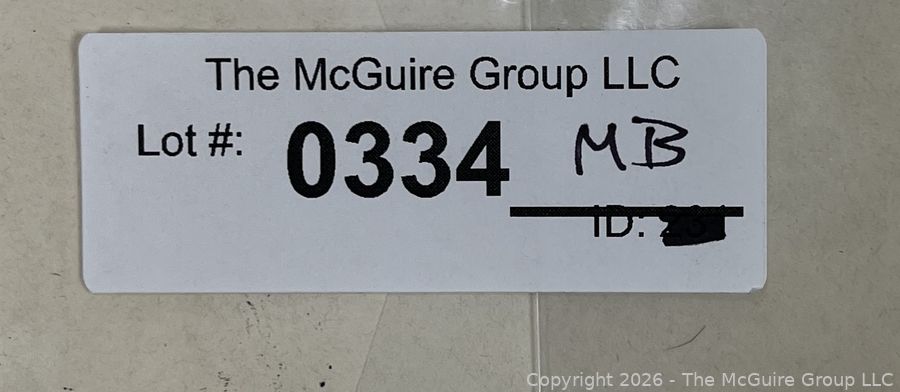 The McGuire Group LLC
Lot #: 0334 MB
ID:
Copyright 2026 - The McGuire Group LLC